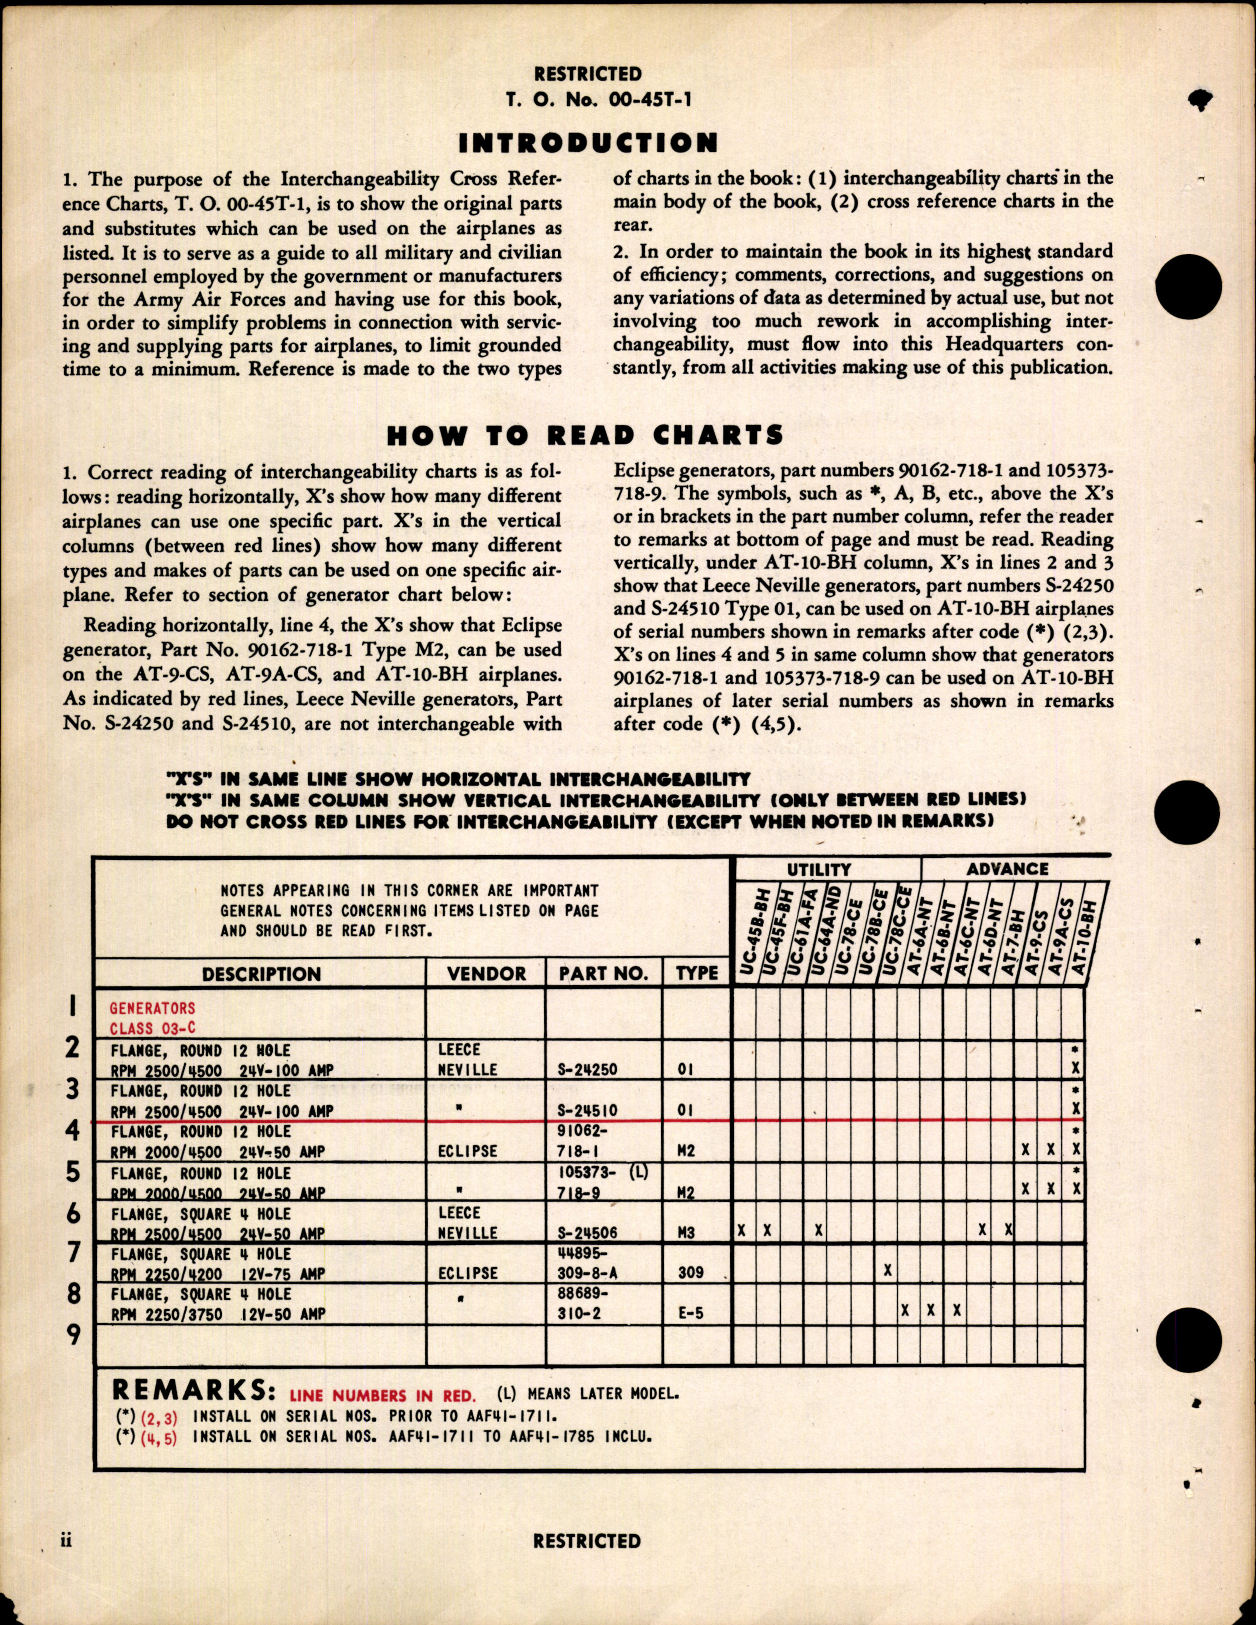 RESTRICTED
T. O. No. 00-45T-1
INTRODUCTION
1. The purpose of the Interchangeability Cross Refer-
ence Charts, T. O. 00-45T-1, is to show the original parts
and substitutes which can be used on the airplanes as
listed. It is to serve as a guide to all military and civilian
personnel employed by the government or manufacturers
for the Army Air Forces and having use for this book,
in order to simplify problems in connection with servic-
ing and supplying parts for airplanes, to limit grounded
time to a minimum. Reference is made to the two types
of charts in the book: (1) interchangeability charts in the
main body of the book, (2) cross reference charts in the
rear.
2. In order to maintain the book in its highest standard
of efficiency; comments, corrections, and suggestions on
any variations of data as determined by actual use, but not
involving too much rework in accomplishing inter-
changeability, must flow into this Headquarters con-
stantly, from all activities making use of this publication.
HOW TO READ CHARTS
1. Correct reading of interchangeability charts is as fol-
lows: reading horizontally, X's show how many different
airplanes can use one specific part. X's in the vertical
columns (between red lines) show how many different
types and makes of parts can be used on one specific air-
plane. Refer to section of generator chart below:
Reading horizontally, line 4, the X's show that Eclipse
generator, Part No. 90162-718-1 Type M2, can be used
on the AT-9-CS, AT-9A-CS, and AT-10-BH airplanes.
As indicated by red lines, Leece Neville generators, Part
No. S-24250 and S-24510, are not interchangeable with
Eclipse generators, part numbers 90162-718-1 and 105373-
718-9. The symbols, such as *, A, B, etc., above the X's
or in brackets in the part number column, refer the reader
to remarks at bottom of page and must be read. Reading
vertically, under AT-10-BH column, X's in lines 2 and 3
show that Leece Neville generators, part numbers S-24250
and S-24510 Type 01, can be used on AT-10-BH airplanes
of serial numbers shown in remarks after code (*) (2,3).
X's on lines 4 and 5 in same column show that generators
90162-718-1 and 105373-718-9 can be used on AT-10-BH
airplanes of later serial numbers as shown in remarks
after code (*) (4,5).
"X'S" IN SAME LINE SHOW HORIZONTAL INTERCHANGEABILITY
"X'S" IN SAME COLUMN SHOW VERTICAL INTERCHANGEABILITY (ONLY BETWEEN RED LINES)
DO NOT CROSS RED LINES FOR INTERCHANGEABILITY (EXCEPT WHEN NOTED IN REMARKS)
NOTES APPEARING IN THIS CORNER ARE IMPORTANT
GENERAL NOTES CONCERNING ITEMS LISTED ON PAGE
AND SHOULD BE READ FIRST.
UTILITY ADVANCE
UC-45B-BH UC-45F-BH UC-61A-FA UC-64A-ND UC-78-CE UC-78B-CE UC-78C-CE AT-6A-NT AT-6B-NT AT-6C-NT AT-6D-NT AT-7-BH AT-9-CS AT-9A-CS AT-10-BH
DESCRIPTION VENDOR PART NO. TYPE
1 GENERATORS
CLASS 03-C
2 FLANGE, ROUND 12 HOLE LEECE *
RPM 2500/4500 24V-100 AMP NEVILLE S-24250 01 X
3 FLANGE, ROUND 12 HOLE *
RPM 2500/4500 24V-100 AMP " S-24510 01 X
4 FLANGE, ROUND 12 HOLE 91062- *
RPM 2000/4500 24V-50 AMP ECLIPSE 718-1 M2 X X X
5 FLANGE, ROUND 12 HOLE 105373- (L) *
RPM 2000/4500 24V-50 AMP " 718-9 M2 X X X
6 FLANGE, SQUARE 4 HOLE LEECE
RPM 2500/4500 24V-50 AMP NEVILLE S-24506 M3 X X X X X
7 FLANGE, SQUARE 4 HOLE 44895-
RPM 2250/4200 12V-75 AMP ECLIPSE 309-8-A 309 X
8 FLANGE, SQUARE 4 HOLE " 88689-
RPM 2250/3750 12V-50 AMP 310-2 E-5 X X X
9
REMARKS: LINE NUMBERS IN RED. (L) MEANS LATER MODEL.
(*) (2,3) INSTALL ON SERIAL NOS. PRIOR TO AAF41-1711.
(*) (4,5) INSTALL ON SERIAL NOS. AAF41-1711 TO AAF41-1785 INCLU.
ii
RESTRICTED